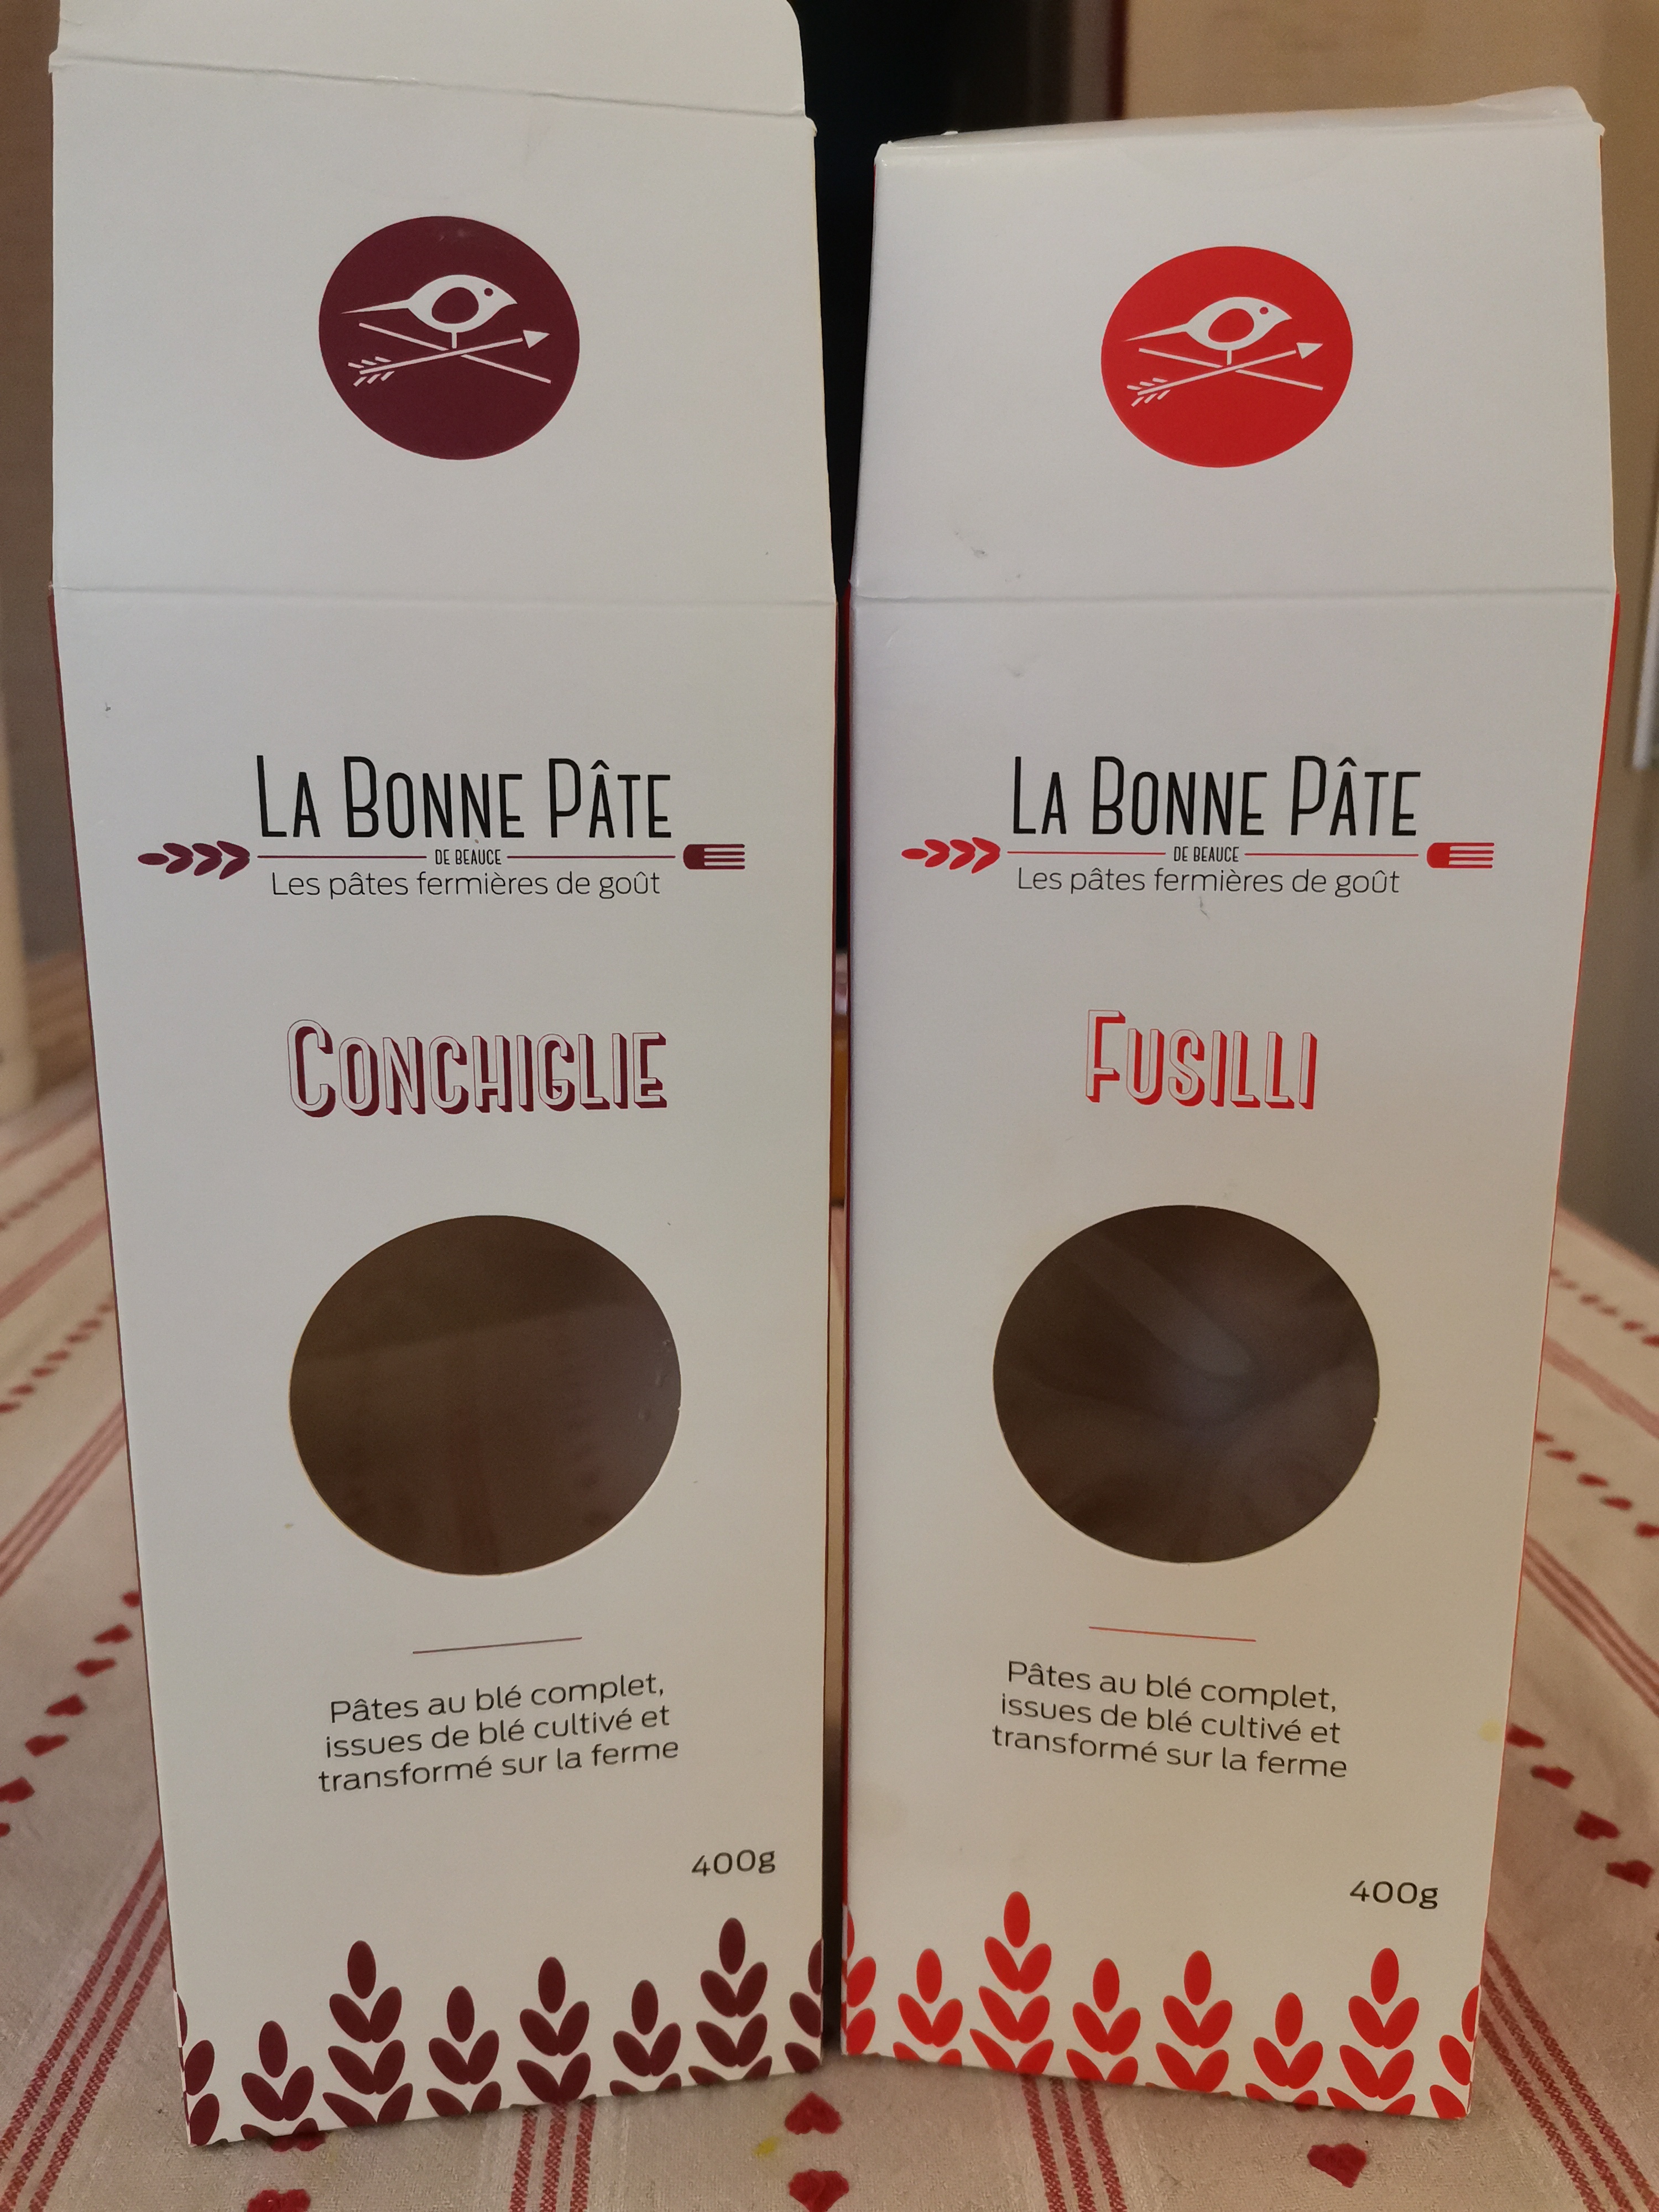 LA BONNE PÂTE
DE BEAUCE
Les pâtes fermières de goût
CONCHIGLIE
Pâtes au blé complet,
issues de blé cultivé et
transformé sur la ferme
400g
LA BONNE PÂTE
DE BEAUCE
Les pâtes fermières de goût
FUSILLI
Pâtes au blé complet,
issues de blé cultivé et
transformé sur la ferme
400g